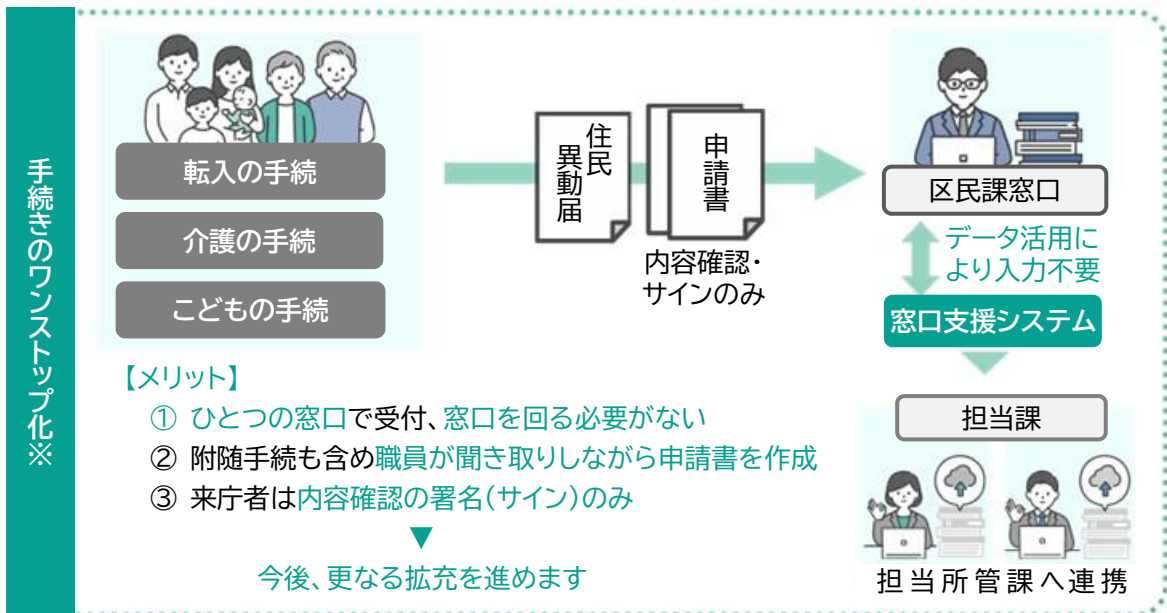 手続きのワンストップ化※
転入の手続
介護の手続
こどもの手続
住民
異動届
申請書
内容確認・
サインのみ
区民課窓口
データ活用に
より入力不要
窓口支援システム
担当課
担当所管課へ連携
【メリット】
① ひとつの窓口で受付、窓口を回る必要がない
② 附随手続も含め職員が聞き取りしながら申請書を作成
③ 来庁者は内容確認の署名(サイン)のみ
▼
今後、更なる拡充を進めます